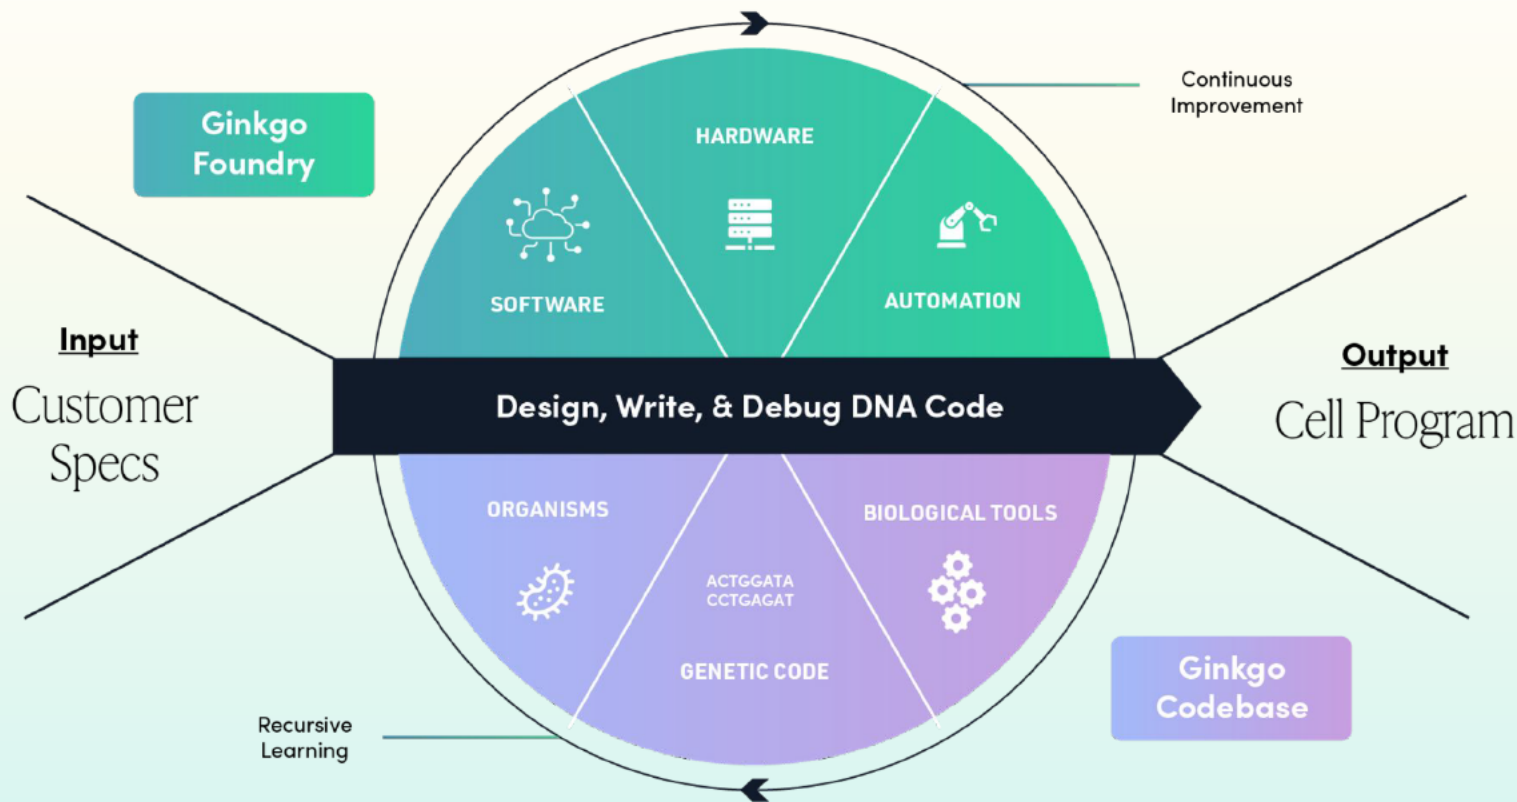 Ginkgo
Foundry
HARDWARE
Continuous
Improvement
SOFTWARE
AUTOMATION
Input
Customer
Specs
Design, Write, & Debug DNA Code
Output
Cell Program
ORGANISMS
BIOLOGICAL TOOLS
ACTGGATA
CCTGAGAT
GENETIC CODE
Ginkgo
Codebase
Recursive
Learning